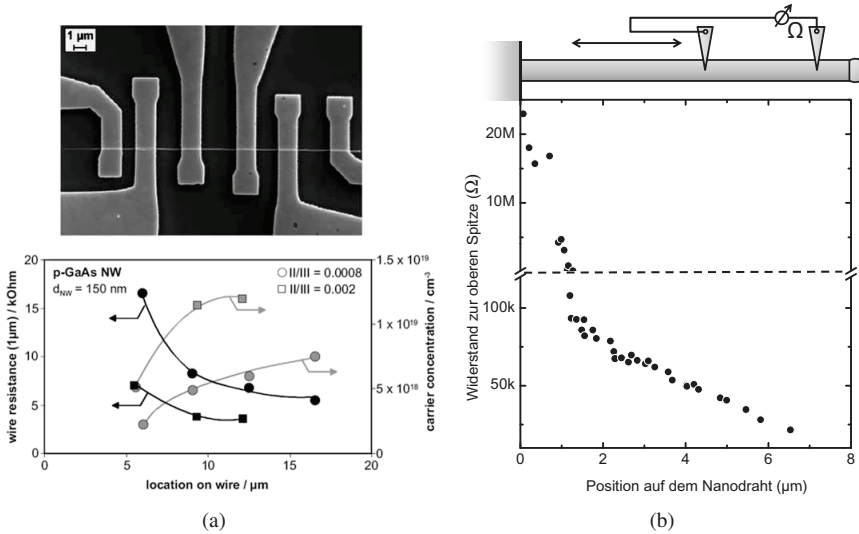 1 µm
20
15
10
5
0
wire resistance (1µm) / kOhm
p-GaAs NW
d_NW = 150 nm
II/III = 0.0008
II/III = 0.002
1.5 x 10^19
1 x 10^19
5 x 10^18
0
carrier concentration / cm^-3
0 5 10 15 20
location on wire / µm
(a)
Ω
20M
10M
100k
50k
Widerstand zur oberen Spitze (Ω)
0 2 4 6 8
Position auf dem Nanodraht (µm)
(b)